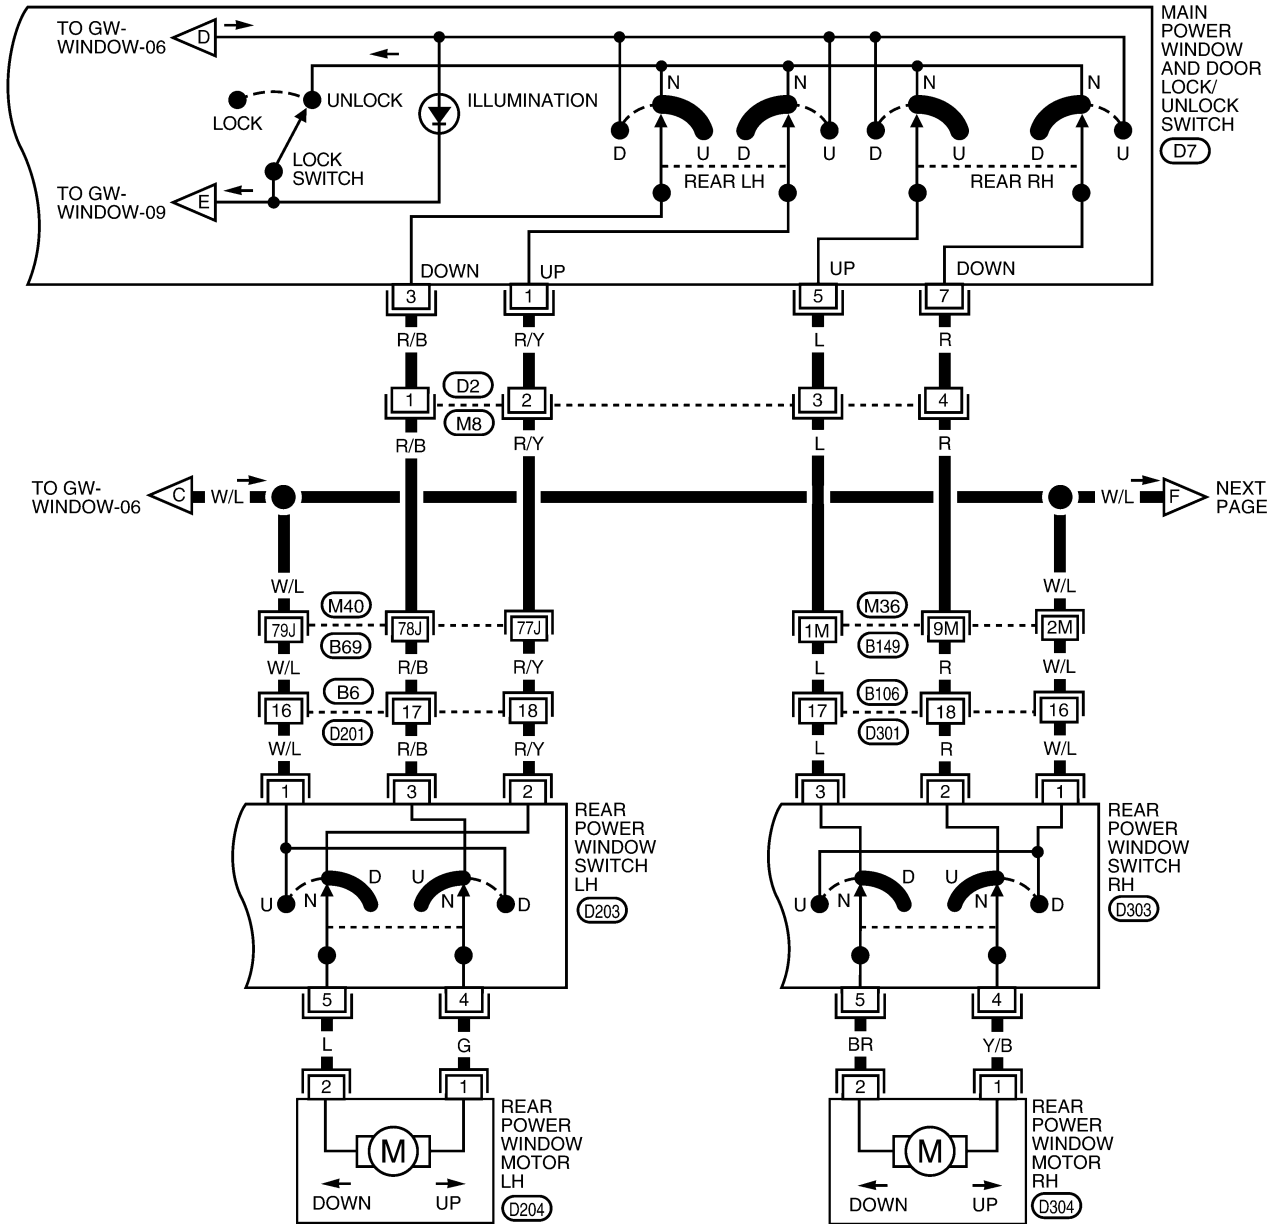 TO GW-
WINDOW-06
D
MAIN
POWER
WINDOW
AND DOOR
LOCK/
UNLOCK
SWITCH
D7
N N N N
UNLOCK
ILLUMINATION
LOCK
D U D U D U D U
LOCK
SWITCH
REAR LH
REAR RH
TO GW-
WINDOW-09
E
DOWN
UP
UP
DOWN
3 1 5 7
R/B R/Y L R
D2
1 2 3 4
M8
R/B R/Y L R
TO GW-
WINDOW-06
C
W/L
W/L
F
NEXT
PAGE
W/L W/L
M40 M36
79J 78J 77J 1M 9M 2M
B69 B149
W/L R/B R/Y L R W/L
B6 B106
16 17 18 17 18 16
D201 D301
W/L R/B R/Y L R W/L
1 3 2 3 2 1
REAR
POWER
WINDOW
SWITCH
LH
D203
REAR
POWER
WINDOW
SWITCH
RH
D303
D U D U
U N N D U N N D
5 4 5 4
L G BR Y/B
2 1 2 1
REAR
POWER
WINDOW
MOTOR
LH
D204
REAR
POWER
WINDOW
MOTOR
RH
D304
M M
DOWN UP DOWN UP